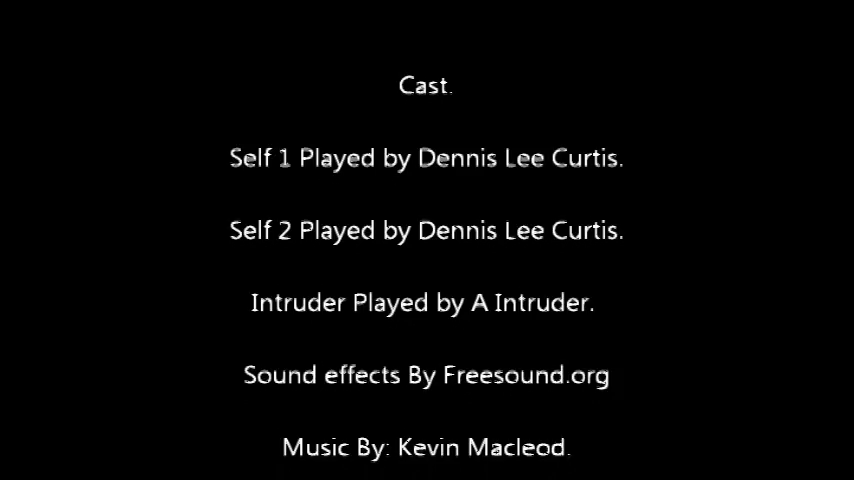 Cast.
Self 1 Played by Dennis Lee Curtis.
Self 2 Played by Dennis Lee Curtis.
Intruder Played by A Intruder.
Sound effects By Freesound.org
Music By: Kevin Macleod.